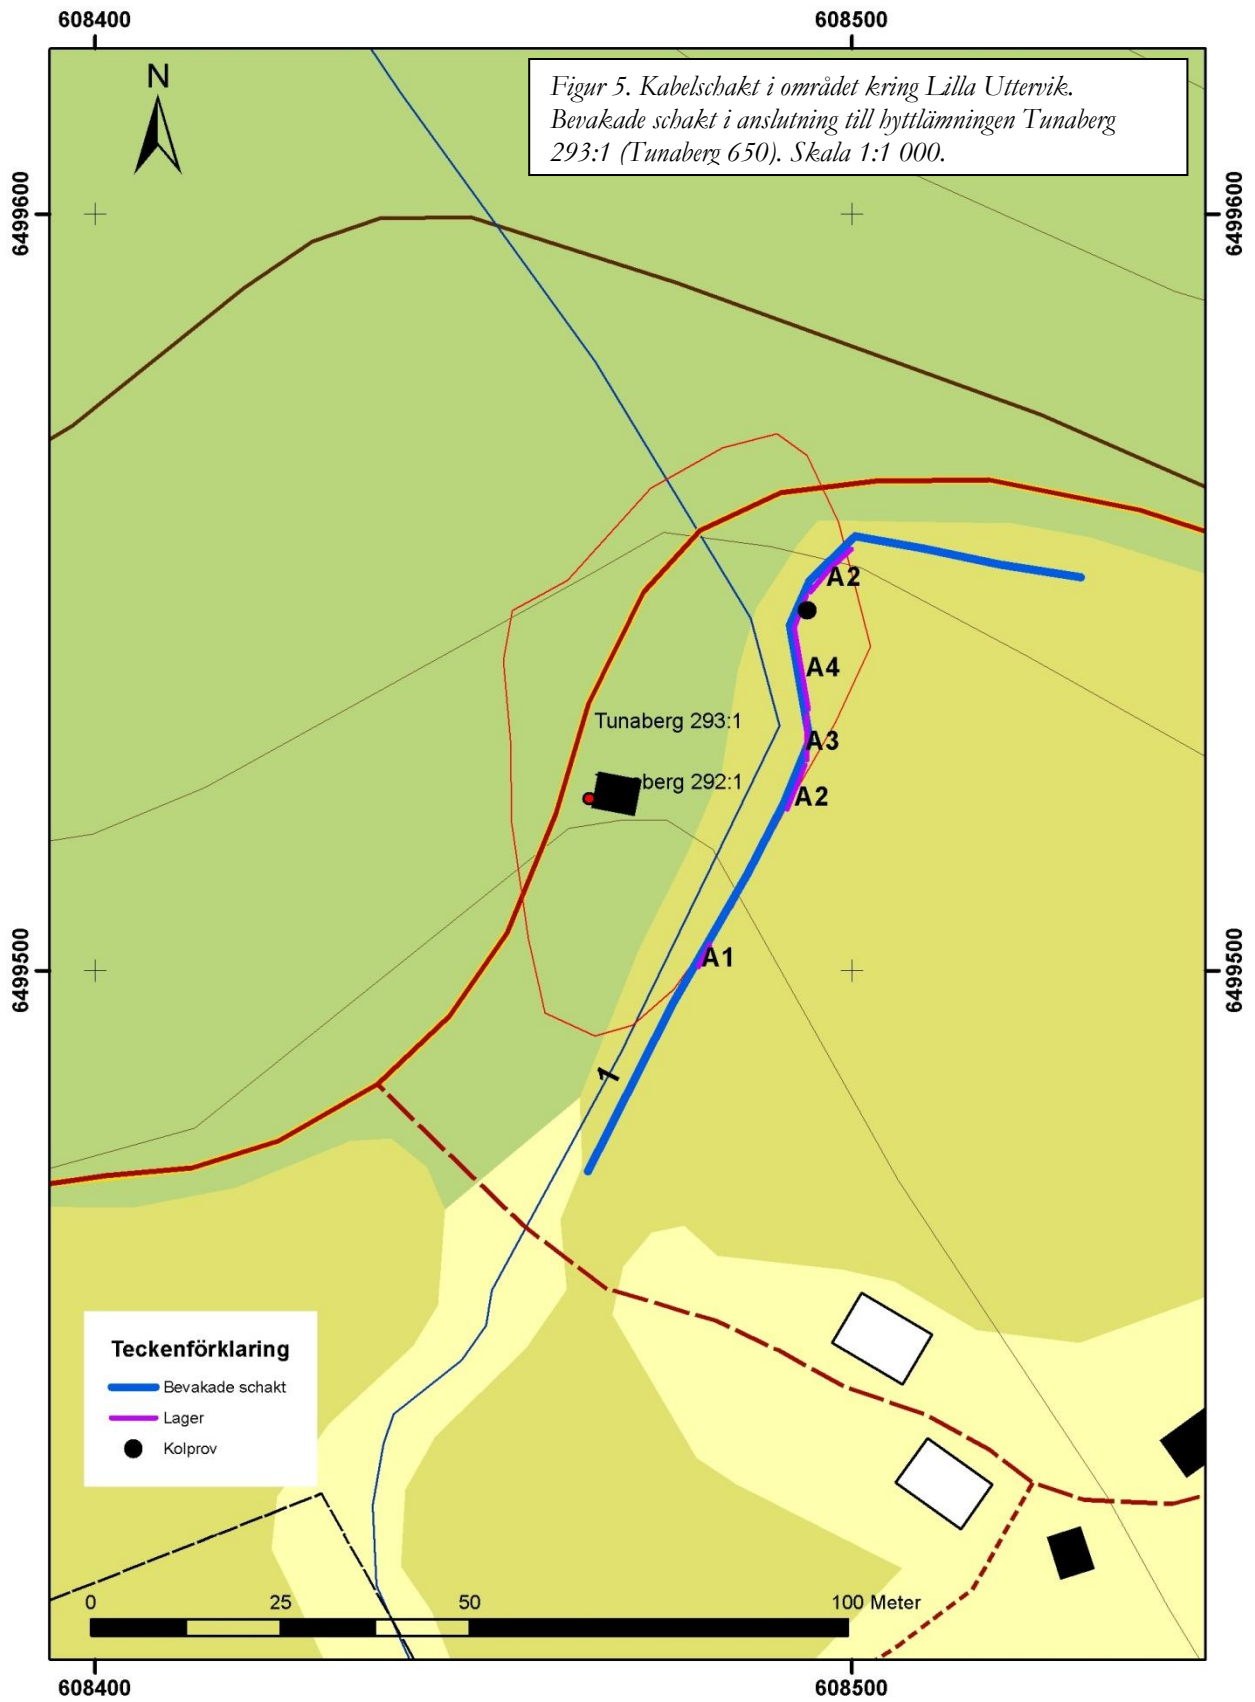 608400
608500
N
Figur 5. Kabelschakt i området kring Lilla Uttervik.
Bevakade schakt i anslutning till hyttlämningen Tunaberg
293:1 (Tunaberg 650). Skala 1:1 000.
6499600
6499600
A2
A4
Tunaberg 293:1
A3
berg 292:1
A2
A1
6499500
6499500
1
Teckenförklaring
Bevakade schakt
Lager
Kolprov
0 25 50 100 Meter
608400
608500